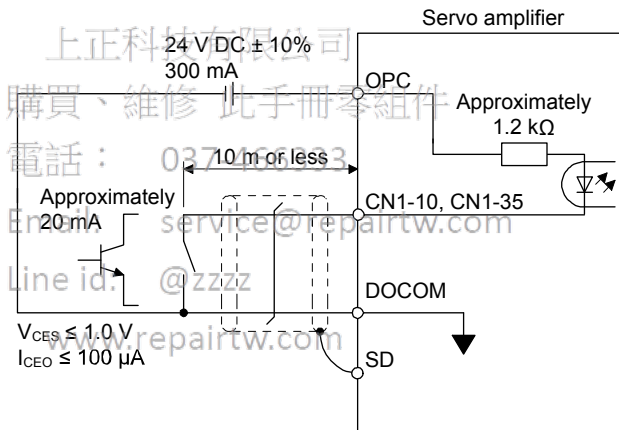 Servo amplifier
上正科技有限公司
24 V DC ± 10%
300 mA
OPC
購買、維修 此手冊零組件
Approximately
1.2 kΩ
電話： 037-466333
10 m or less
Approximately
20 mA
CN1-10, CN1-35
Email: service@repairtw.com
Line id: @zzzz
DOCOM
VCES ≤ 1.0 V
ICEO ≤ 100 µA
www.repairtw.com
SD